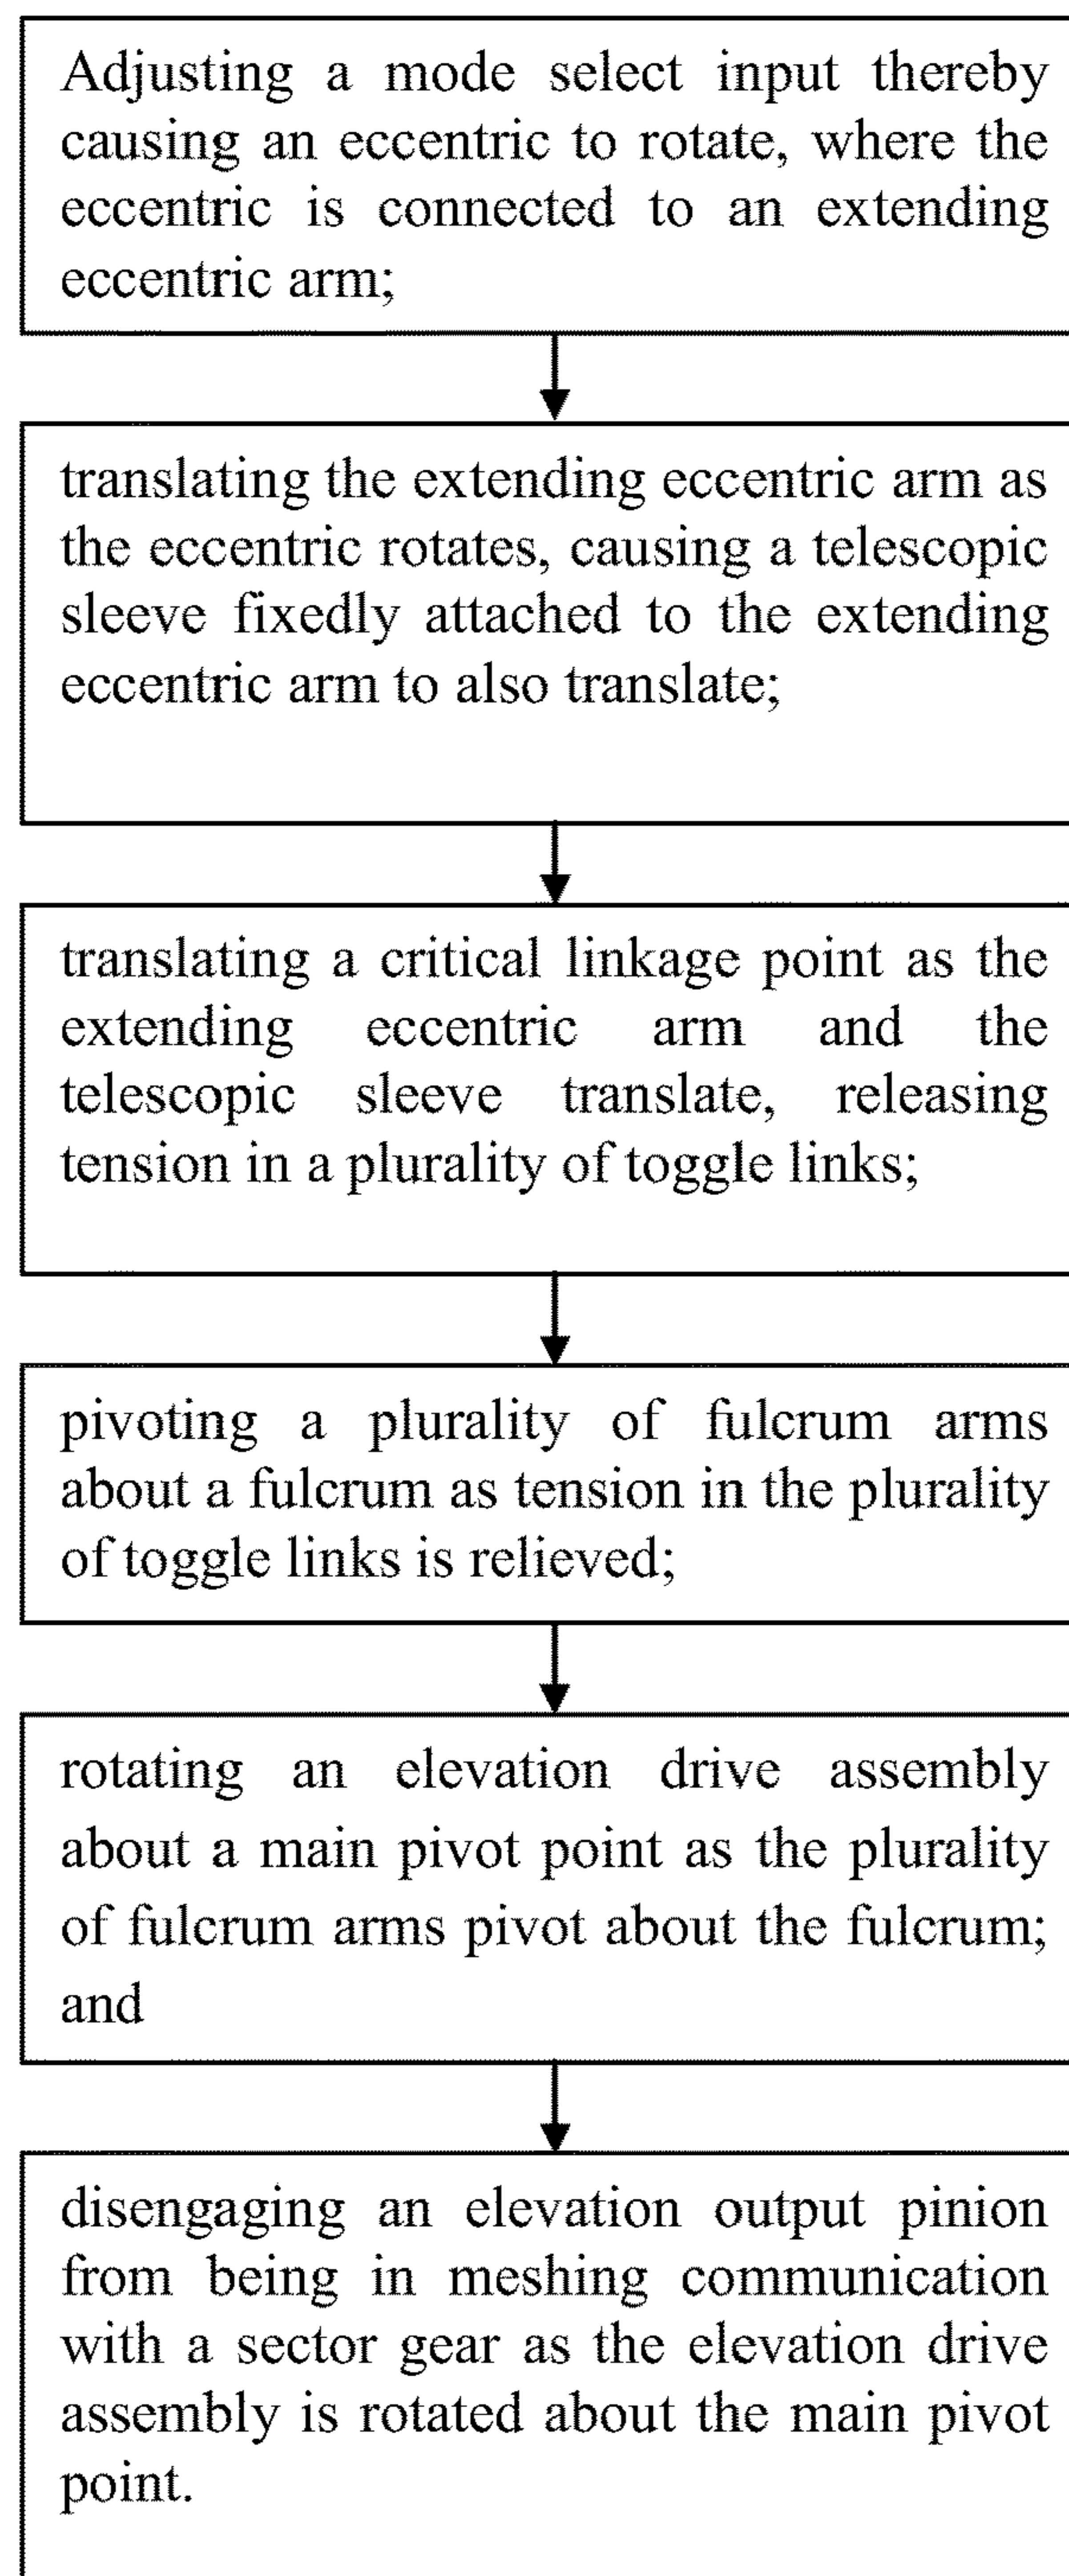 Adjusting a mode select input thereby
causing an eccentric to rotate, where the
eccentric is connected to an extending
eccentric arm;
translating the extending eccentric arm as
the eccentric rotates, causing a telescopic
sleeve fixedly attached to the extending
eccentric arm to also translate;
translating a critical linkage point as the
extending eccentric arm and the
telescopic sleeve translate, releasing
tension in a plurality of toggle links;
pivoting a plurality of fulcrum arms
about a fulcrum as tension in the plurality
of toggle links is relieved;
rotating an elevation drive assembly
about a main pivot point as the plurality
of fulcrum arms pivot about the fulcrum;
and
disengaging an elevation output pinion
from being in meshing communication
with a sector gear as the elevation drive
assembly is rotated about the main pivot
point.